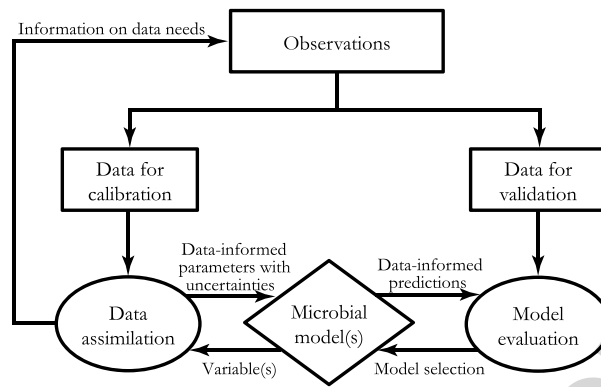 Information on data needs
Observations
Data for
calibration
Data for
validation
Data-informed
parameters with
uncertainties
Data-informed
predictions
Data
assimilation
Microbial
model(s)
Model
evaluation
Variable(s)
Model selection